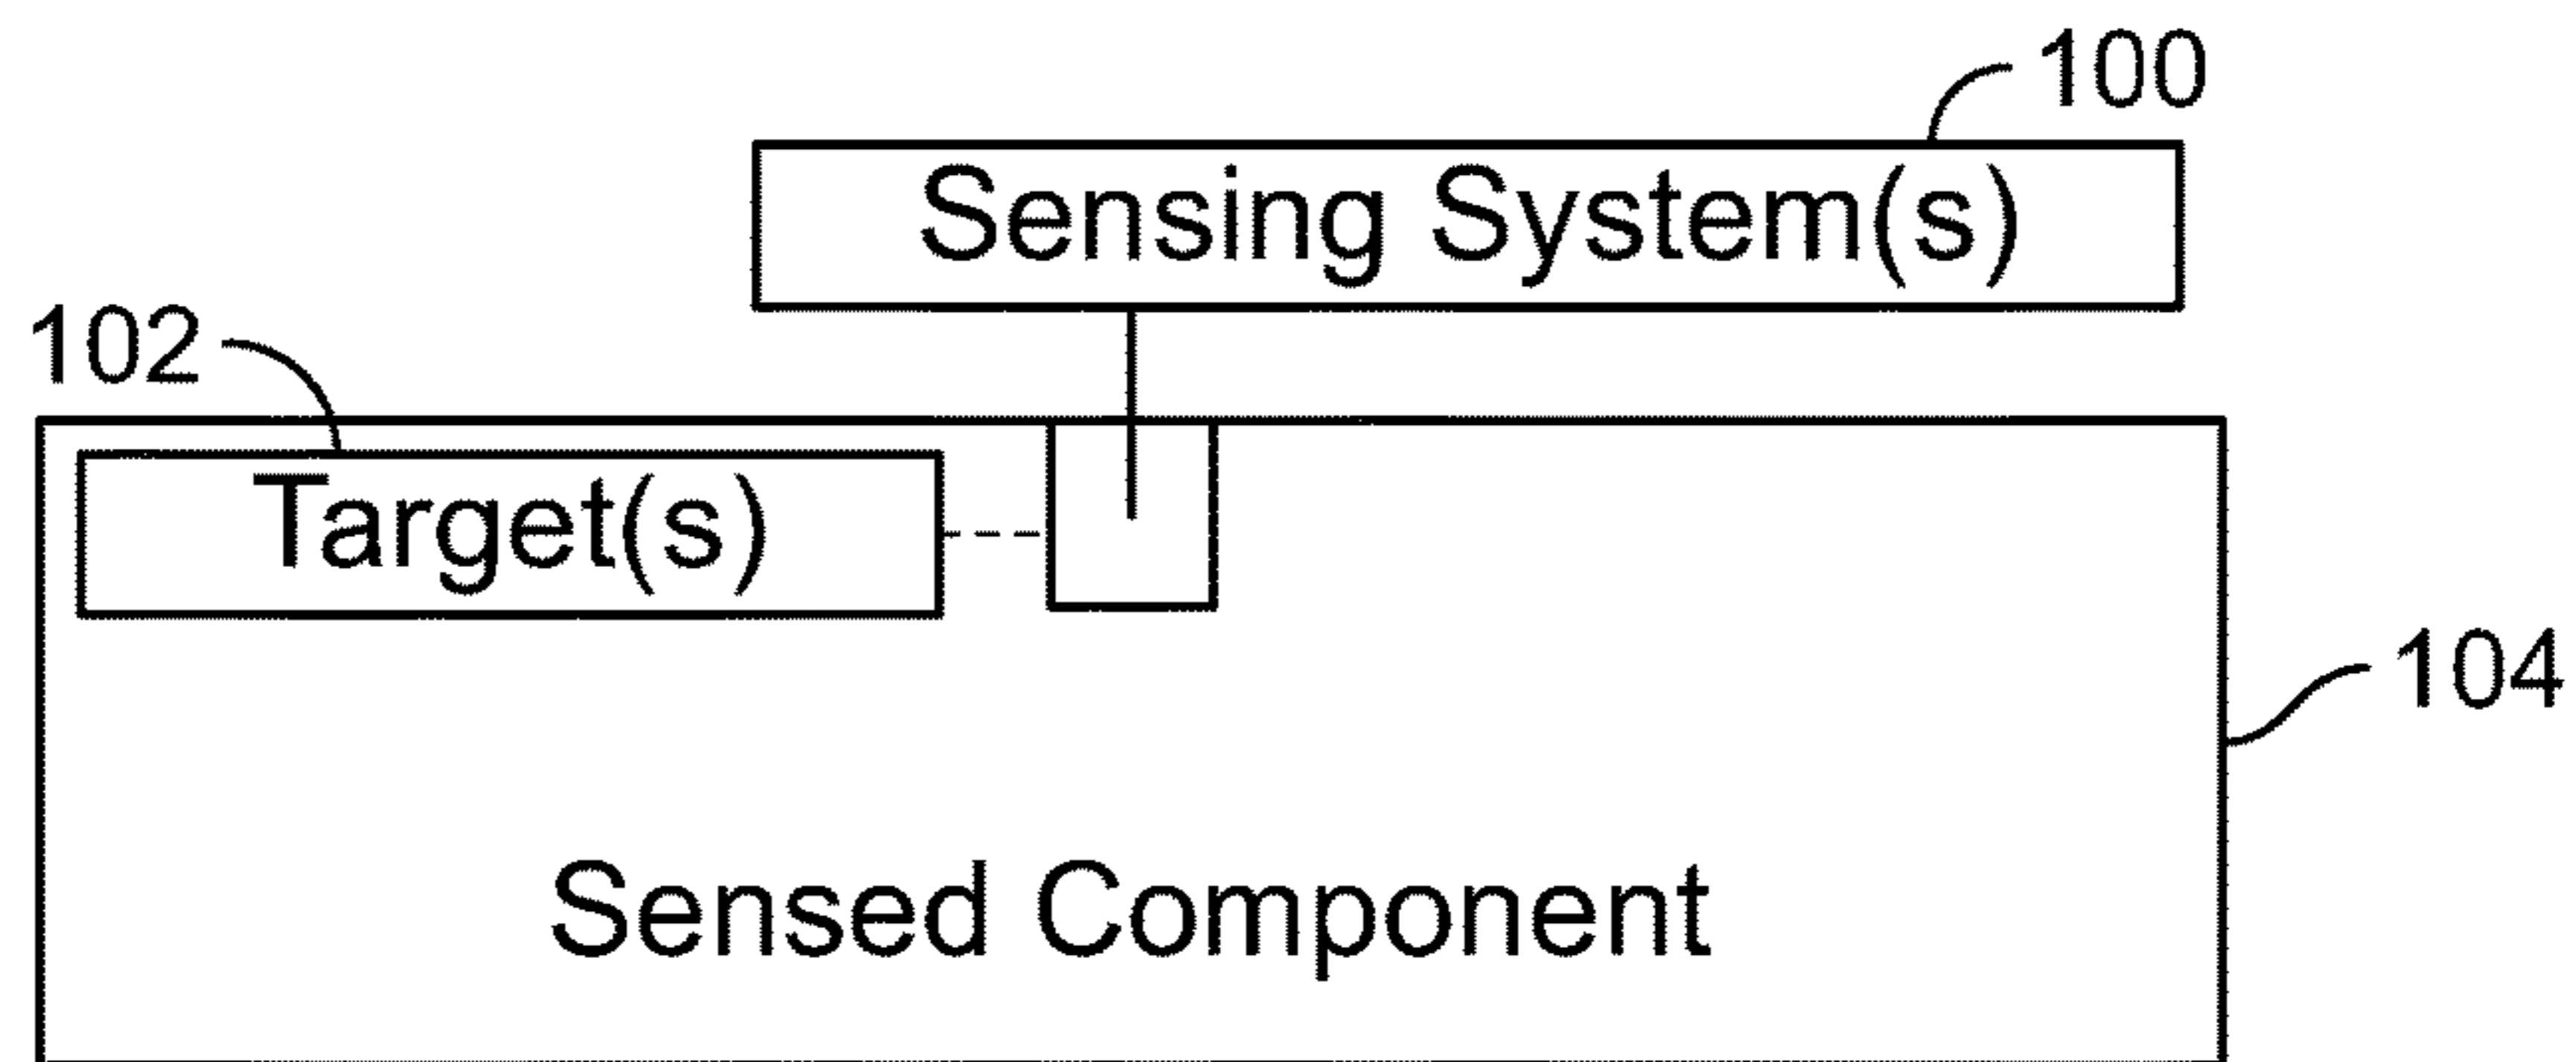 100
Sensing System(s)
102
Target(s)
104
Sensed Component